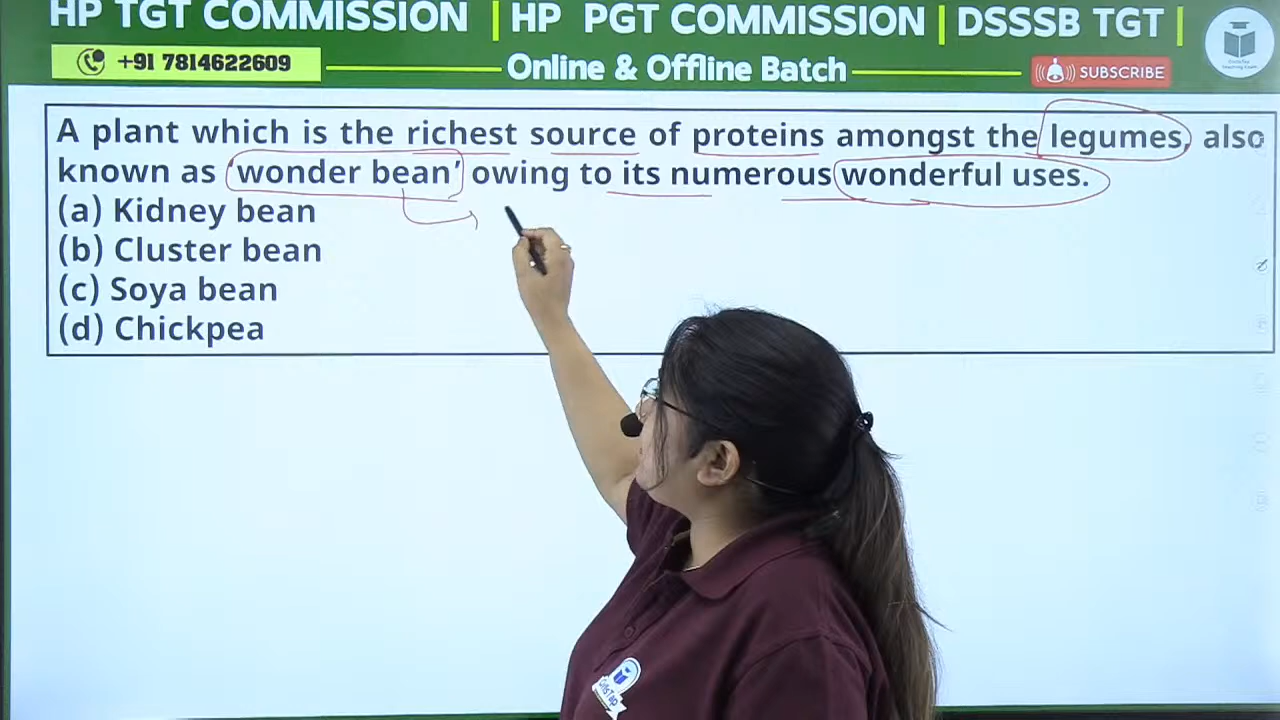 HP TGT COMMISSION | HP PGT COMMISSION | DSSSB TGT |
+91 7814622609
Online & Offline Batch
SUBSCRIBE
A plant which is the richest source of proteins amongst the legumes, also
known as 'wonder bean' owing to its numerous wonderful uses.
(a) Kidney bean
(b) Cluster bean
(c) Soya bean
(d) Chickpea